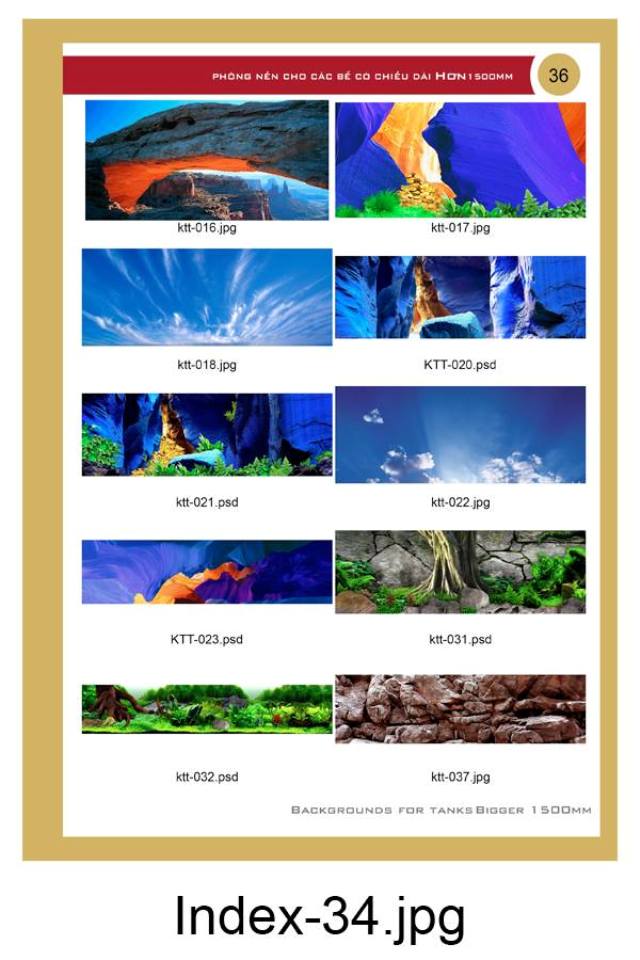 PHÔNG NỀN CHO CÁC BỂ CÓ CHIỀU DÀI HƠN 1500MM
36
ktt-016.jpg ktt-017.jpg
ktt-018.jpg KTT-020.psd
ktt-021.psd ktt-022.jpg
KTT-023.psd ktt-031.psd
ktt-032.psd ktt-037.jpg
BACKGROUNDS FOR TANKS BIGGER 1500MM
Index-34.jpg